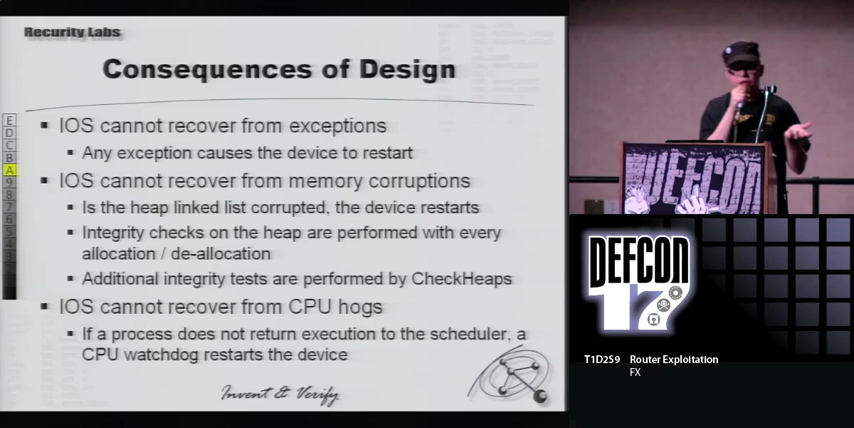 Recurity Labs
Consequences of Design
IOS cannot recover from exceptions
Any exception causes the device to restart
IOS cannot recover from memory corruptions
Is the heap linked list corrupted, the device restarts
Integrity checks on the heap are performed with every
allocation / de-allocation
Additional integrity tests are performed by CheckHeaps
IOS cannot recover from CPU hogs
If a process does not return execution to the scheduler, a
CPU watchdog restarts the device
Invent & Verify
E
D
C
B
A
9
8
7
6
5
4
DEFCON
DEFCON
17
T1D2S9 Router Exploitation
FX